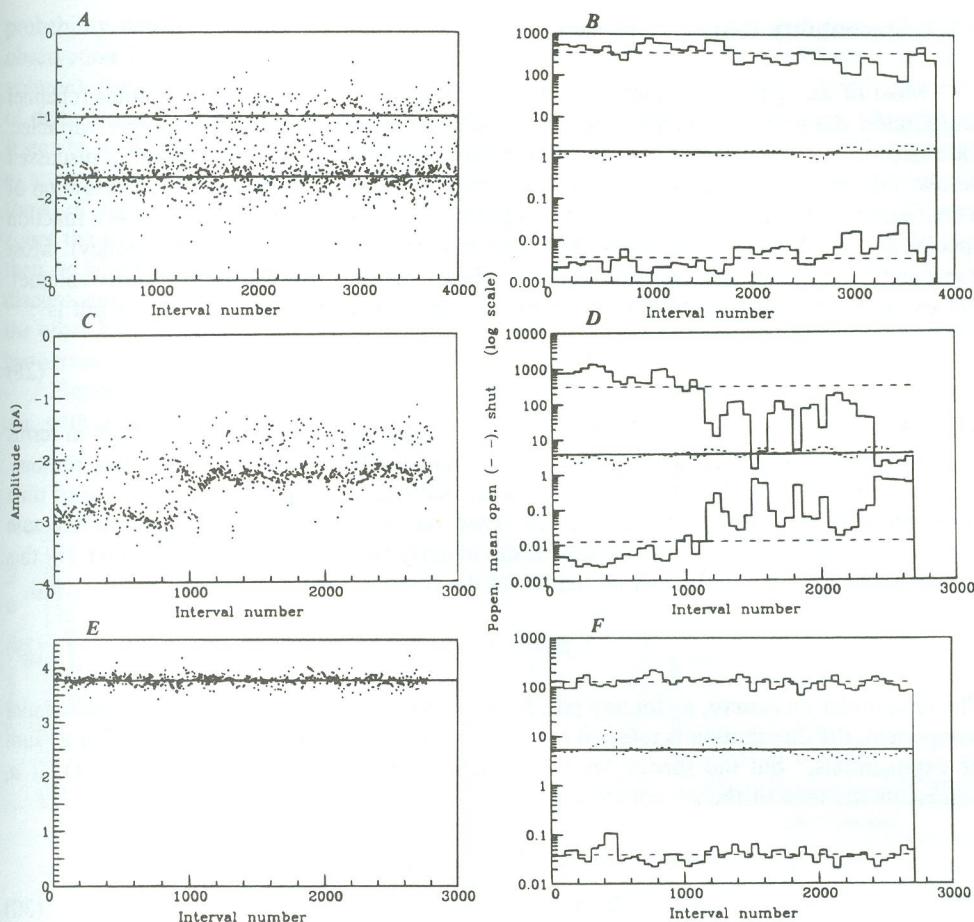 A
0
−1
−2
−3
0 1000 2000 3000 4000
Interval number
B
1000
100
10
1
0.1
0.01
0.001
0 1000 2000 3000 4000
Interval number
C
0
−1
−2
−3
−4
0 1000 2000 3000
Interval number
Amplitude (pA)
D
1000
1000
100
10
1
0.1
0.01
0.001
0 1000 2000 3000
Interval number
Popen, mean open (− −), shut (log scale)
E
4
3
2
1
0
0 1000 2000 3000
Interval number
F
1000
100
10
1
0.1
0.01
0 1000 2000 3000
Interval number